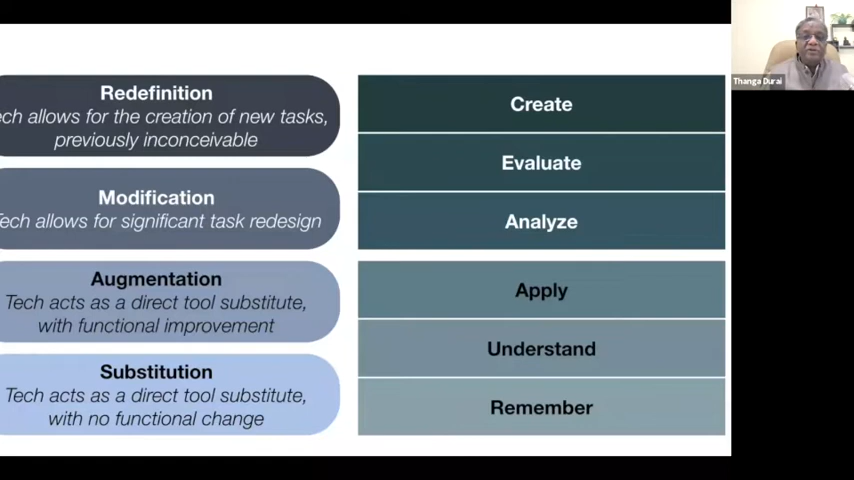 Redefinition
ech allows for the creation of new tasks,
previously inconceivable
Modification
Tech allows for significant task redesign
Augmentation
Tech acts as a direct tool substitute,
with functional improvement
Substitution
Tech acts as a direct tool substitute,
with no functional change
Create
Evaluate
Analyze
Apply
Understand
Remember
Thanga Durai